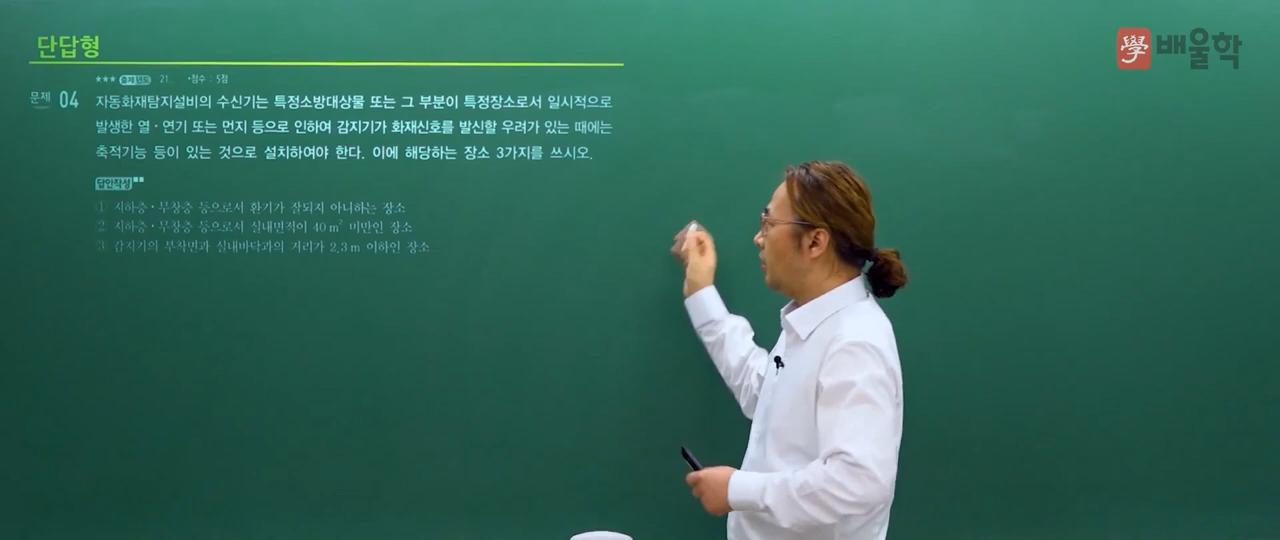 단답형
學 배울학
★★★ 출제빈도 21. •점수 : 5점
문제 04 자동화재탐지설비의 수신기는 특정소방대상물 또는 그 부분이 특정장소로서 일시적으로
발생한 열·연기 또는 먼지 등으로 인하여 감지기가 화재신호를 발신할 우려가 있는 때에는
축적기능 등이 있는 것으로 설치하여야 한다. 이에 해당하는 장소 3가지를 쓰시오.
답안작성
① 지하층·무창층 등으로서 환기가 잘되지 아니하는 장소
② 지하층·무창층 등으로서 실내면적이 40 m² 미만인 장소
③ 감지기의 부착면과 실내바닥과의 거리가 2.3 m 이하인 장소